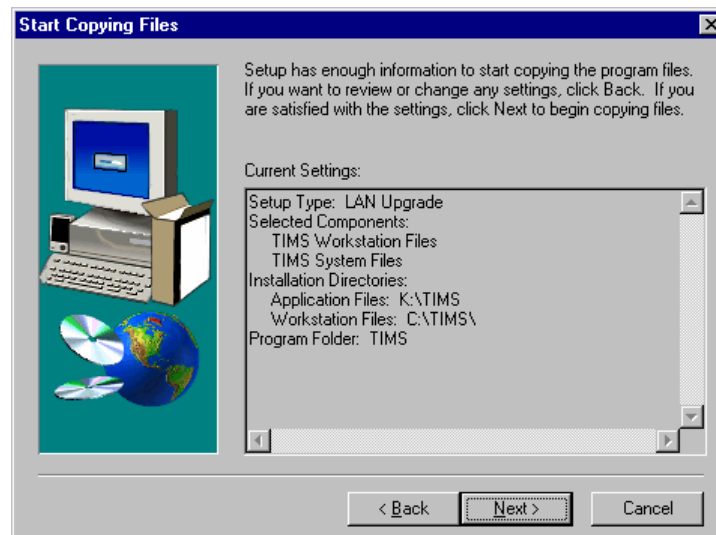 Start Copying Files
Setup has enough information to start copying the program files.
If you want to review or change any settings, click Back. If you
are satisfied with the settings, click Next to begin copying files.
Current Settings:
Setup Type: LAN Upgrade
Selected Components:
TIMS Workstation Files
TIMS System Files
Installation Directories:
Application Files: K:\TIMS
Workstation Files: C:\TIMS\
Program Folder: TIMS
< Back
Next >
Cancel